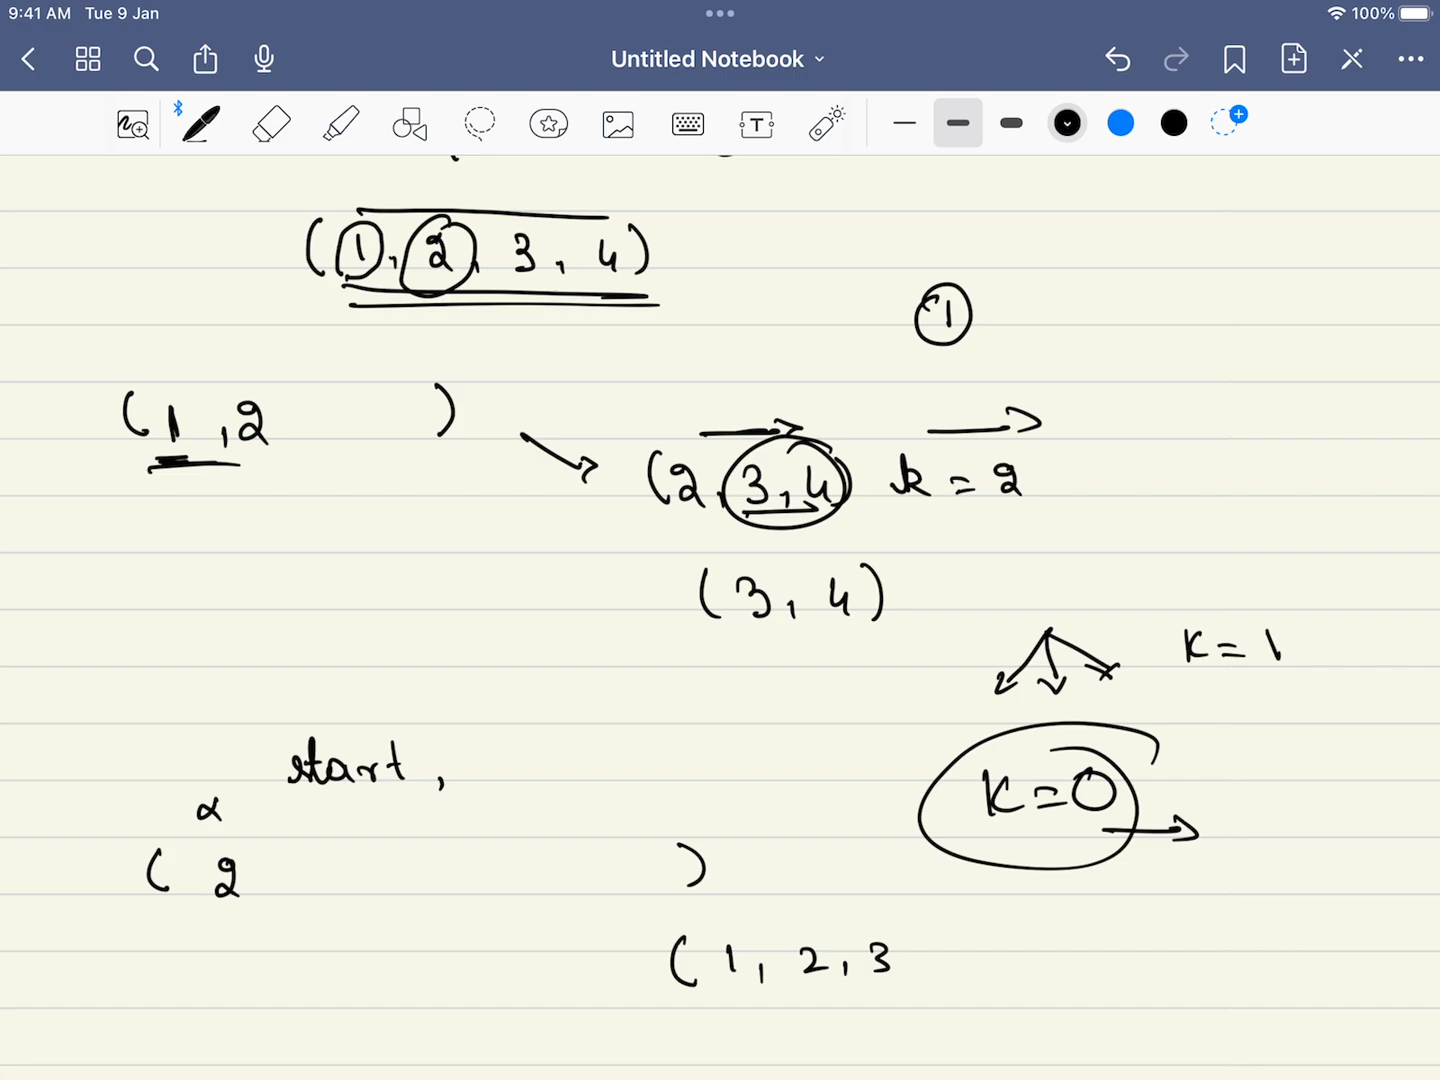 9:41 AM Tue 9 Jan
100%
Untitled Notebook
T
(1, 2, 3, 4)
1
(1, 2 )
(2, 3, 4) k = 2
(3, 4)
k = 1
start,
k = 0
α
( 2 )
( 1, 2, 3